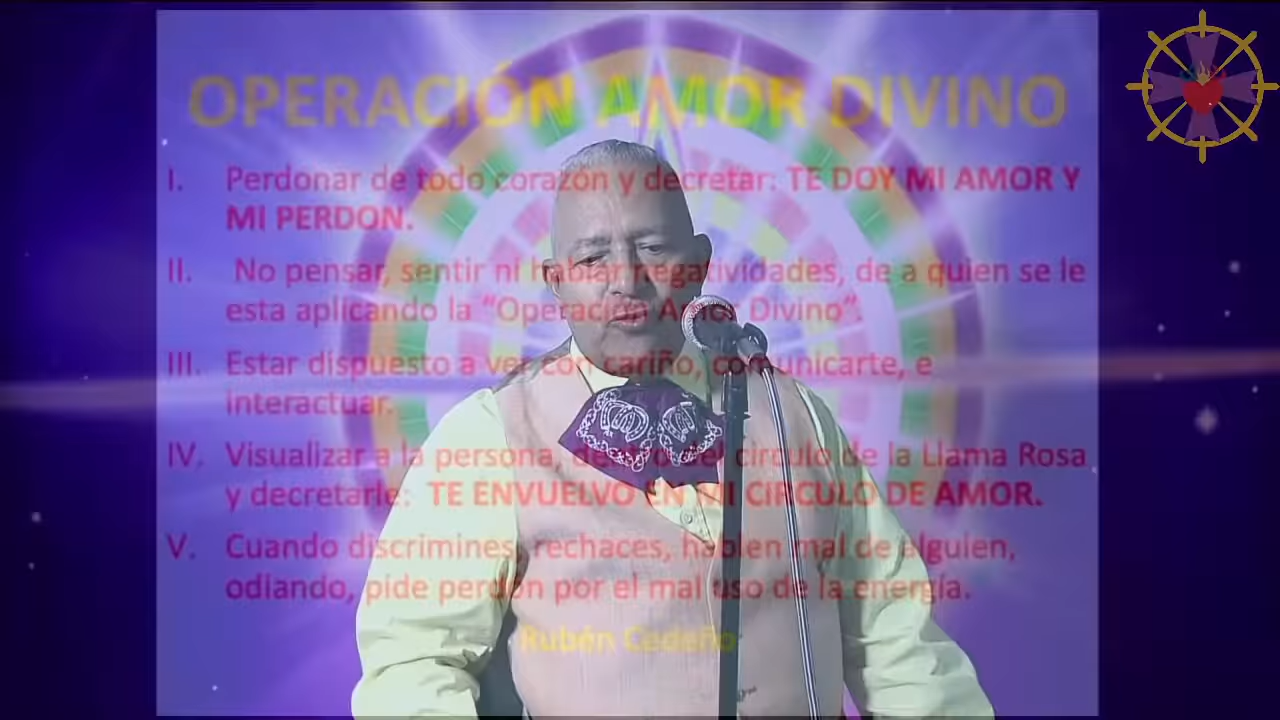 OPERACIÓN AMOR DIVINO
I. Perdonar de todo corazón y decretar: TE DOY MI AMOR Y
MI PERDON.
II. No pensar, sentir ni hablar negatividades, de a quien se le
esta aplicando la “Operación Amor Divino”.
III. Estar dispuesto a ver con cariño, comunicarte, e
interactuar.
IV. Visualizar a la persona, dentro del circulo de la Llama Rosa
y decretarle: TE ENVUELVO EN MI CIRCULO DE AMOR.
V. Cuando discrimines, rechaces, hablen mal de alguien,
odiando, pide perdón por el mal uso de la energía.
Rubén Cedeño